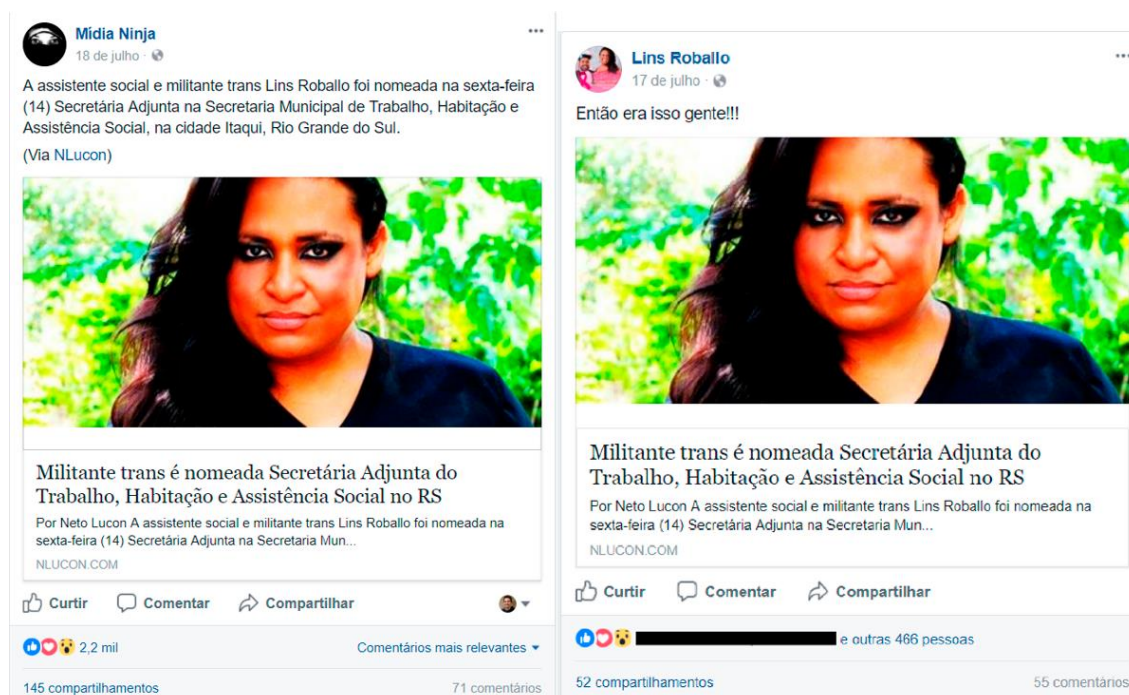 Mídia Ninja
18 de julho ·
A assistente social e militante trans Lins Roballo foi nomeada na sexta-feira
(14) Secretária Adjunta na Secretaria Municipal de Trabalho, Habitação e
Assistência Social, na cidade Itaqui, Rio Grande do Sul.
(Via NLucon)
Militante trans é nomeada Secretária Adjunta do
Trabalho, Habitação e Assistência Social no RS
Por Neto Lucon A assistente social e militante trans Lins Roballo foi nomeada na
sexta-feira (14) Secretária Adjunta na Secretaria Mun...
NLUCON.COM
Curtir Comentar Compartilhar
2,2 mil Comentários mais relevantes
145 compartilhamentos 71 comentários
Lins Roballo
17 de julho ·
Então era isso gente!!!
Militante trans é nomeada Secretária Adjunta do
Trabalho, Habitação e Assistência Social no RS
Por Neto Lucon A assistente social e militante trans Lins Roballo foi nomeada na
sexta-feira (14) Secretária Adjunta na Secretaria Mun...
NLUCON.COM
Curtir Comentar Compartilhar
e outras 466 pessoas
52 compartilhamentos 55 comentários